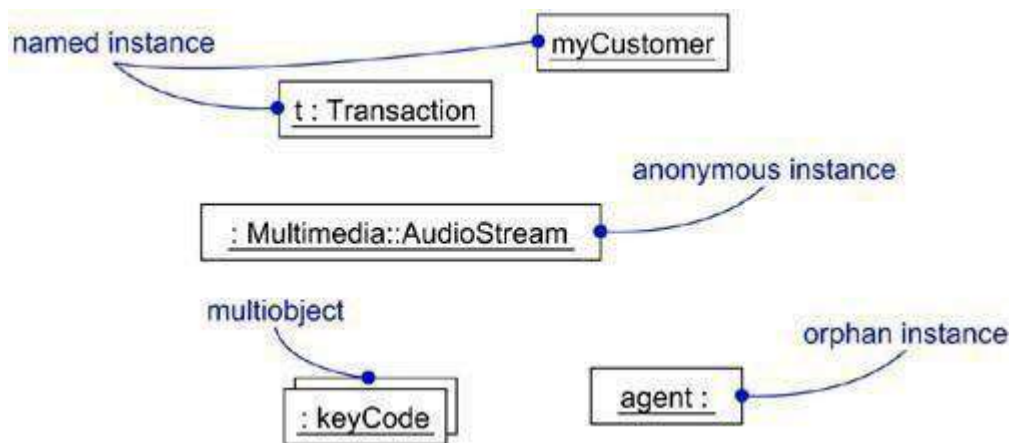 named instance
myCustomer
t : Transaction
anonymous instance
: Multimedia::AudioStream
multiobject
orphan instance
: keyCode
agent :